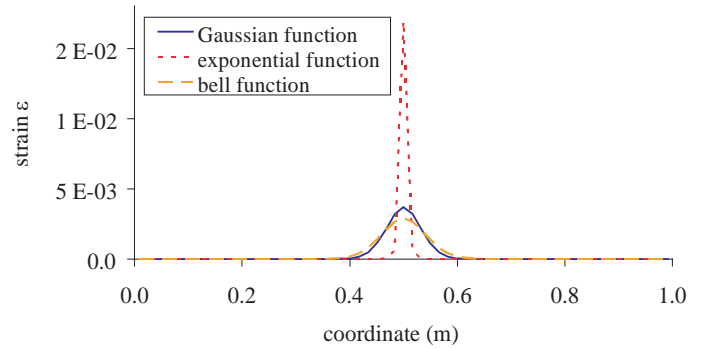 Gaussian function
exponential function
bell function
2 E-02
1 E-02
5 E-03
0.0
strain ε
0.0 0.2 0.4 0.6 0.8 1.0
coordinate (m)